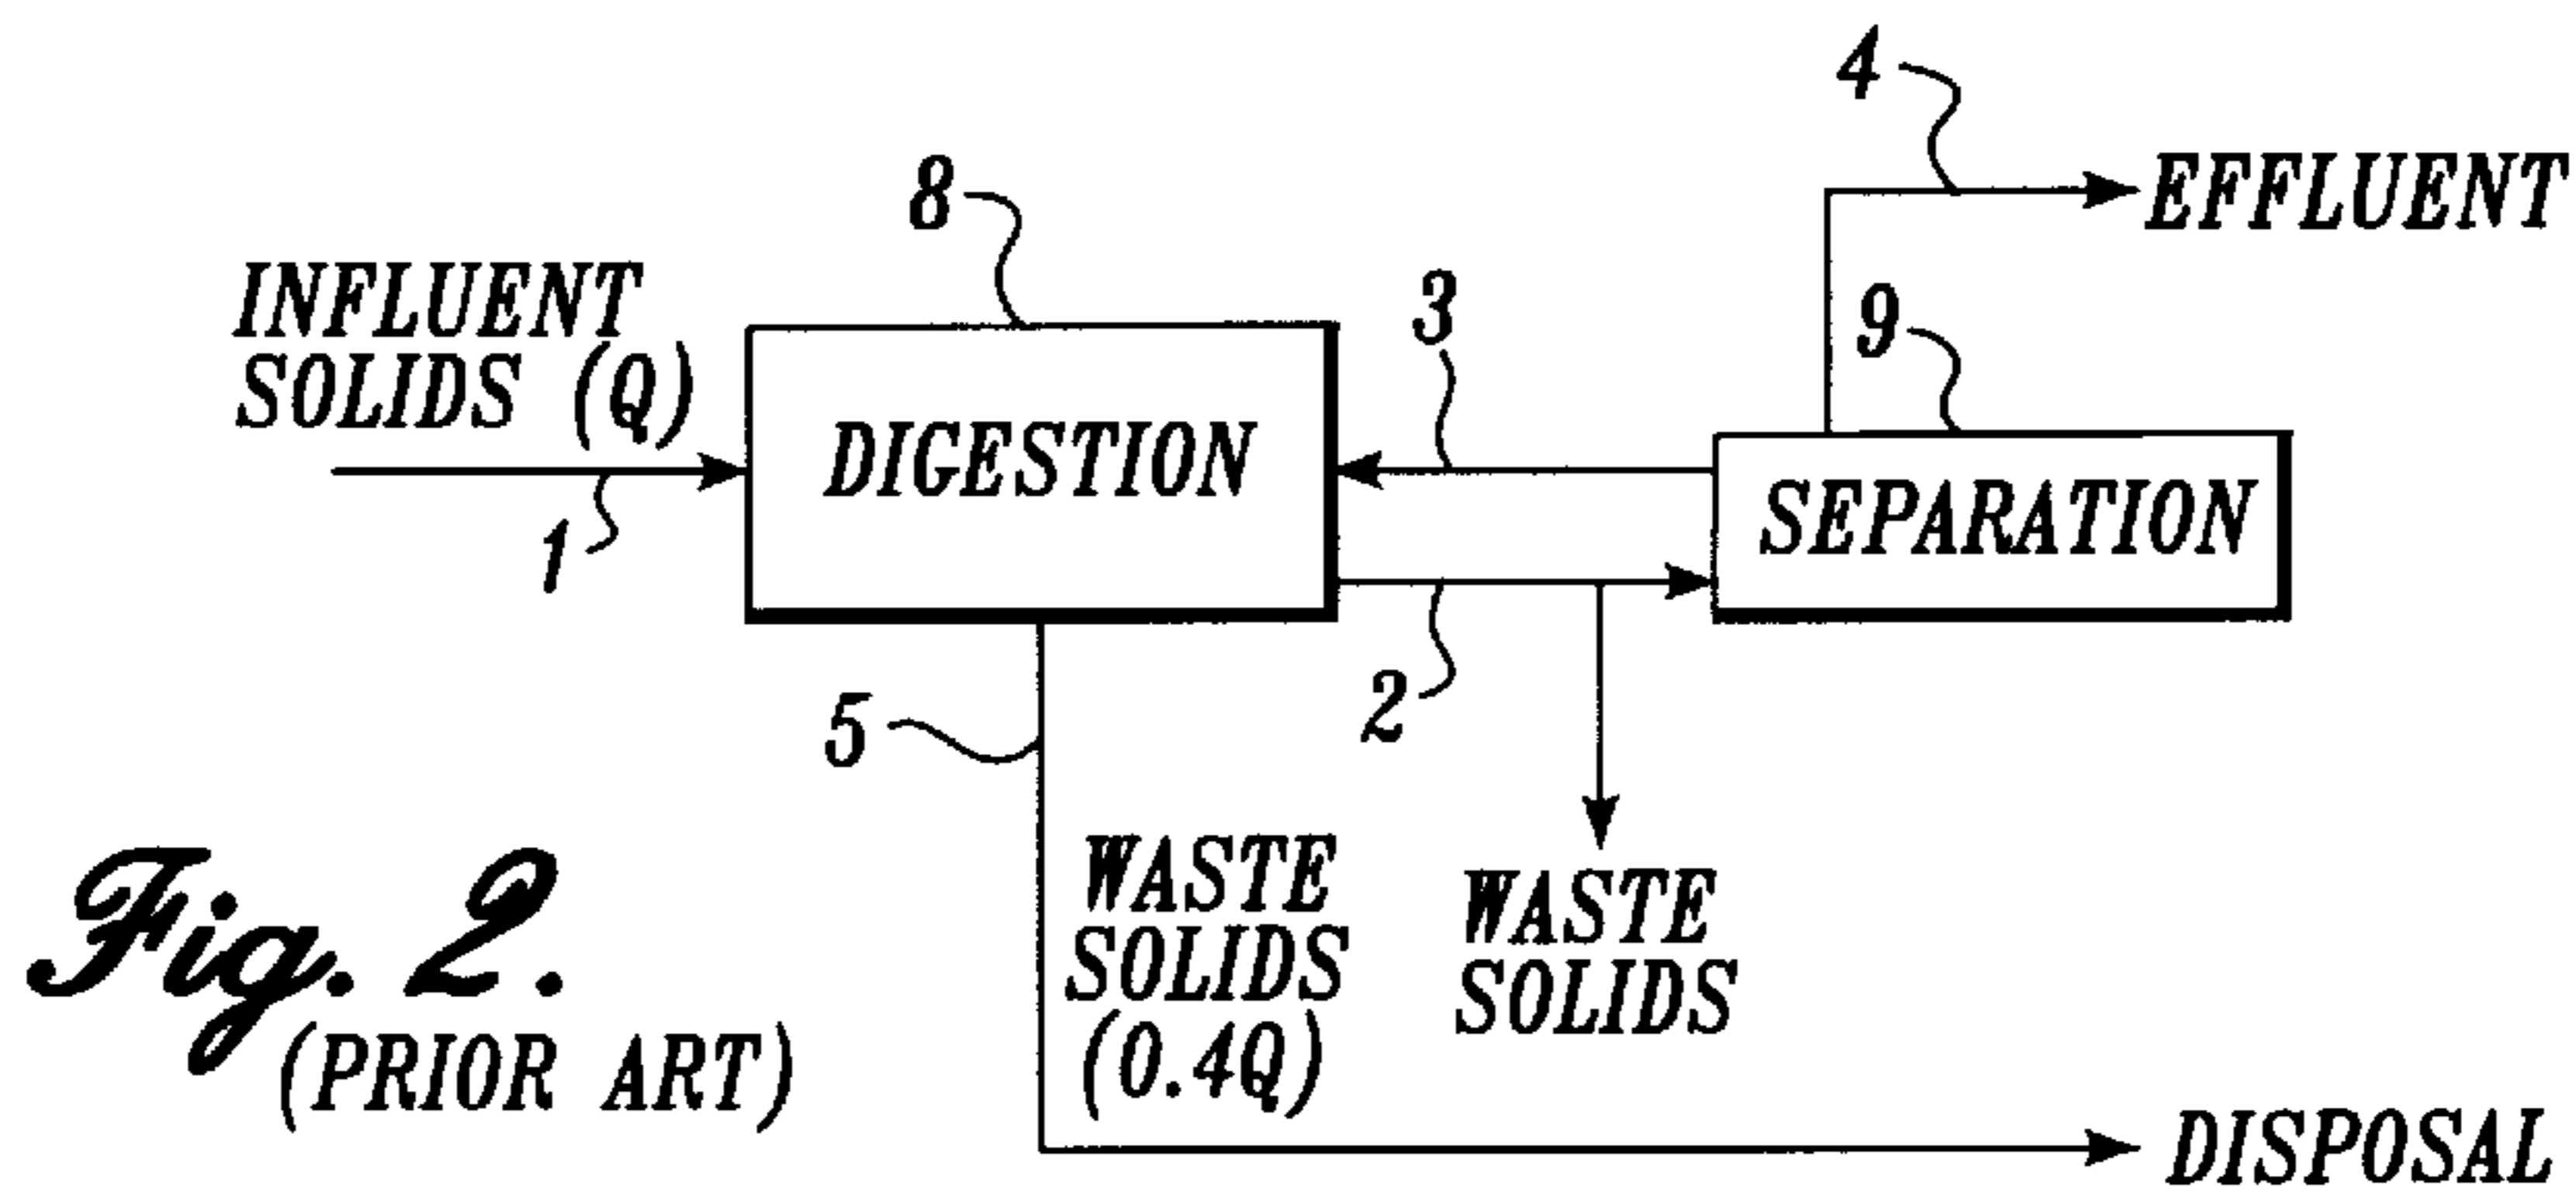 4
EFFLUENT
8
INFLUENT
SOLIDS (Q)
3
9
DIGESTION
SEPARATION
1
2
5
WASTE
SOLIDS
(0.4Q)
WASTE
SOLIDS
Fig. 2.
(PRIOR ART)
DISPOSAL